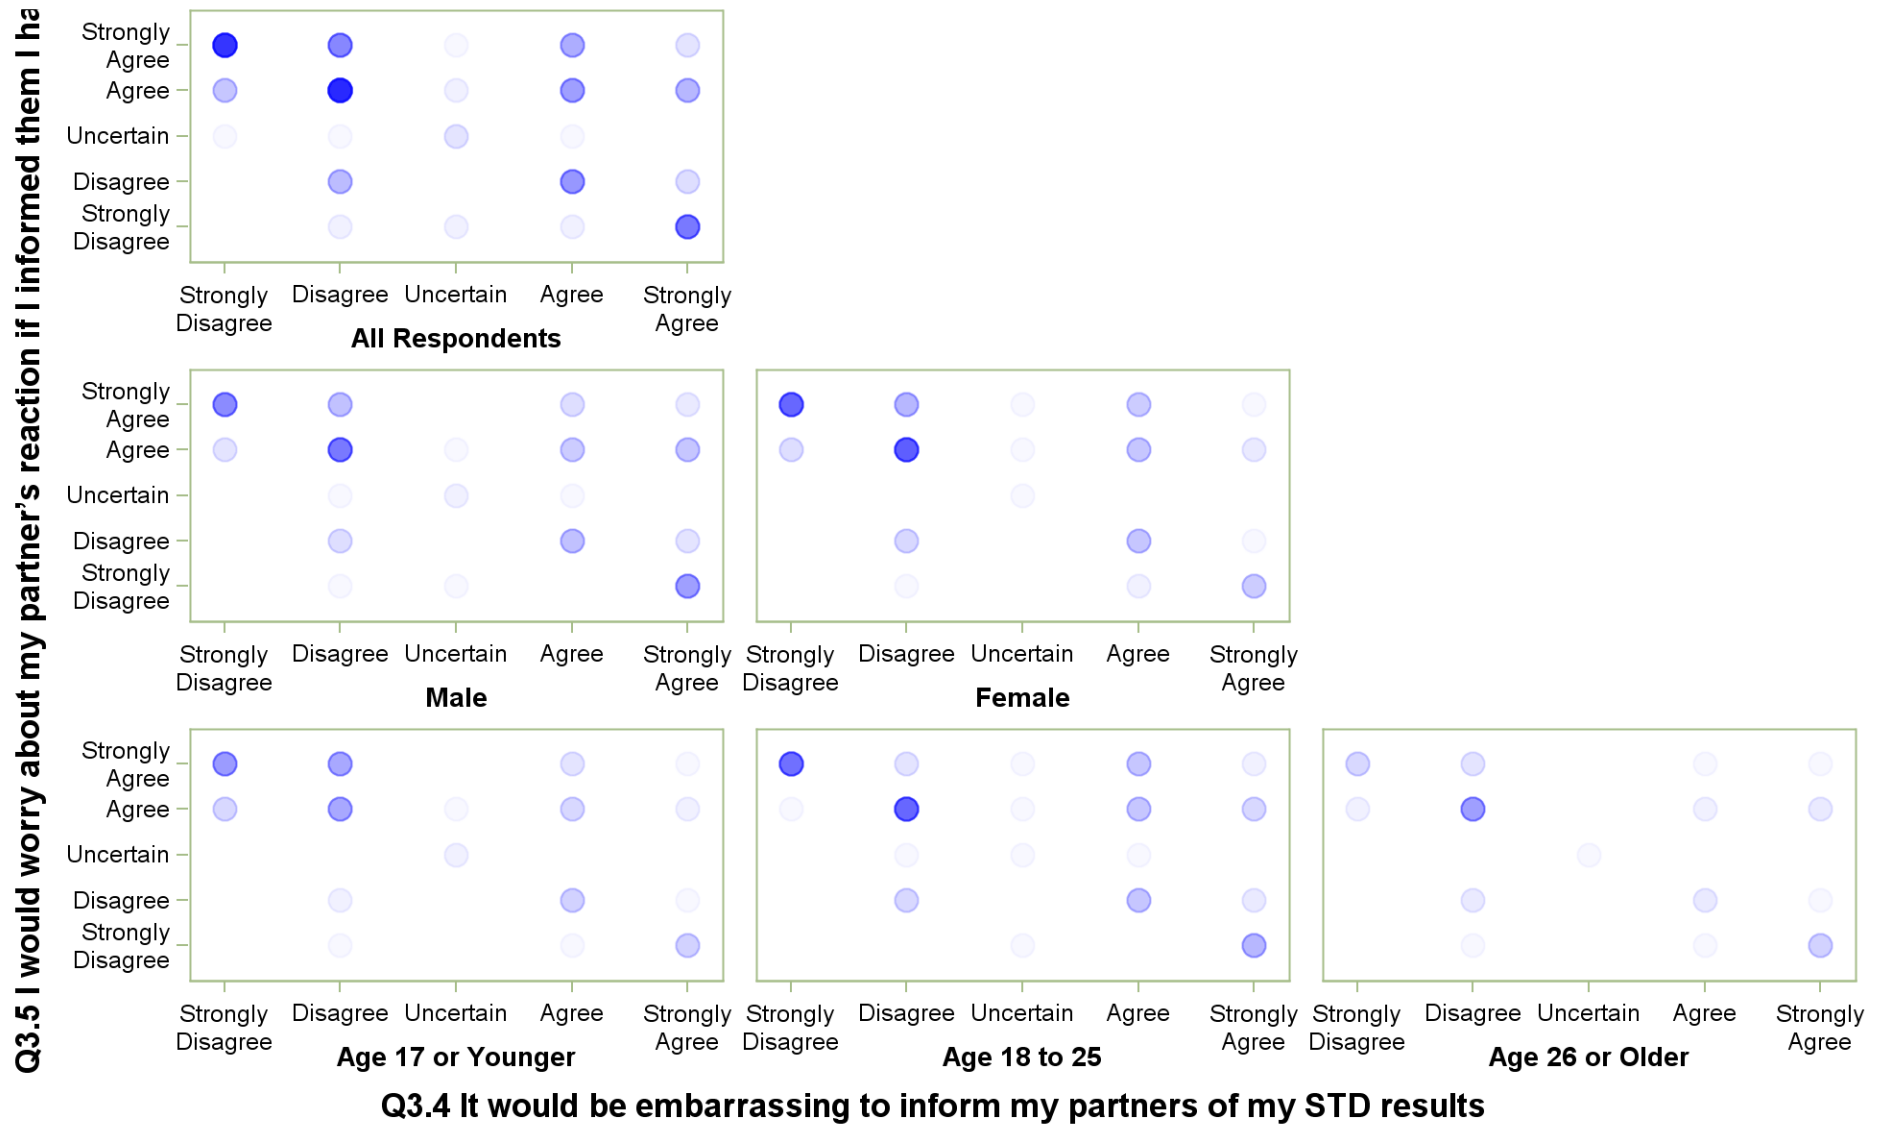 Q3.5 I would worry about my partner’s reaction if I informed them I ha
Strongly
Agree
Agree
Uncertain
Disagree
Strongly
Disagree
Strongly Disagree Uncertain Agree Strongly
Disagree Agree
All Respondents
Strongly
Agree
Agree
Uncertain
Disagree
Strongly
Disagree
Strongly Disagree Uncertain Agree Strongly Strongly Disagree Uncertain Agree Strongly
Disagree Agree Disagree Agree
Male Female
Strongly
Agree
Agree
Uncertain
Disagree
Strongly
Disagree
Strongly Disagree Uncertain Agree Strongly Strongly Disagree Uncertain Agree Strongly Strongly Disagree Uncertain Agree Strongly
Disagree Agree Disagree Agree Disagree Agree
Age 17 or Younger Age 18 to 25 Age 26 or Older
Q3.4 It would be embarrassing to inform my partners of my STD results